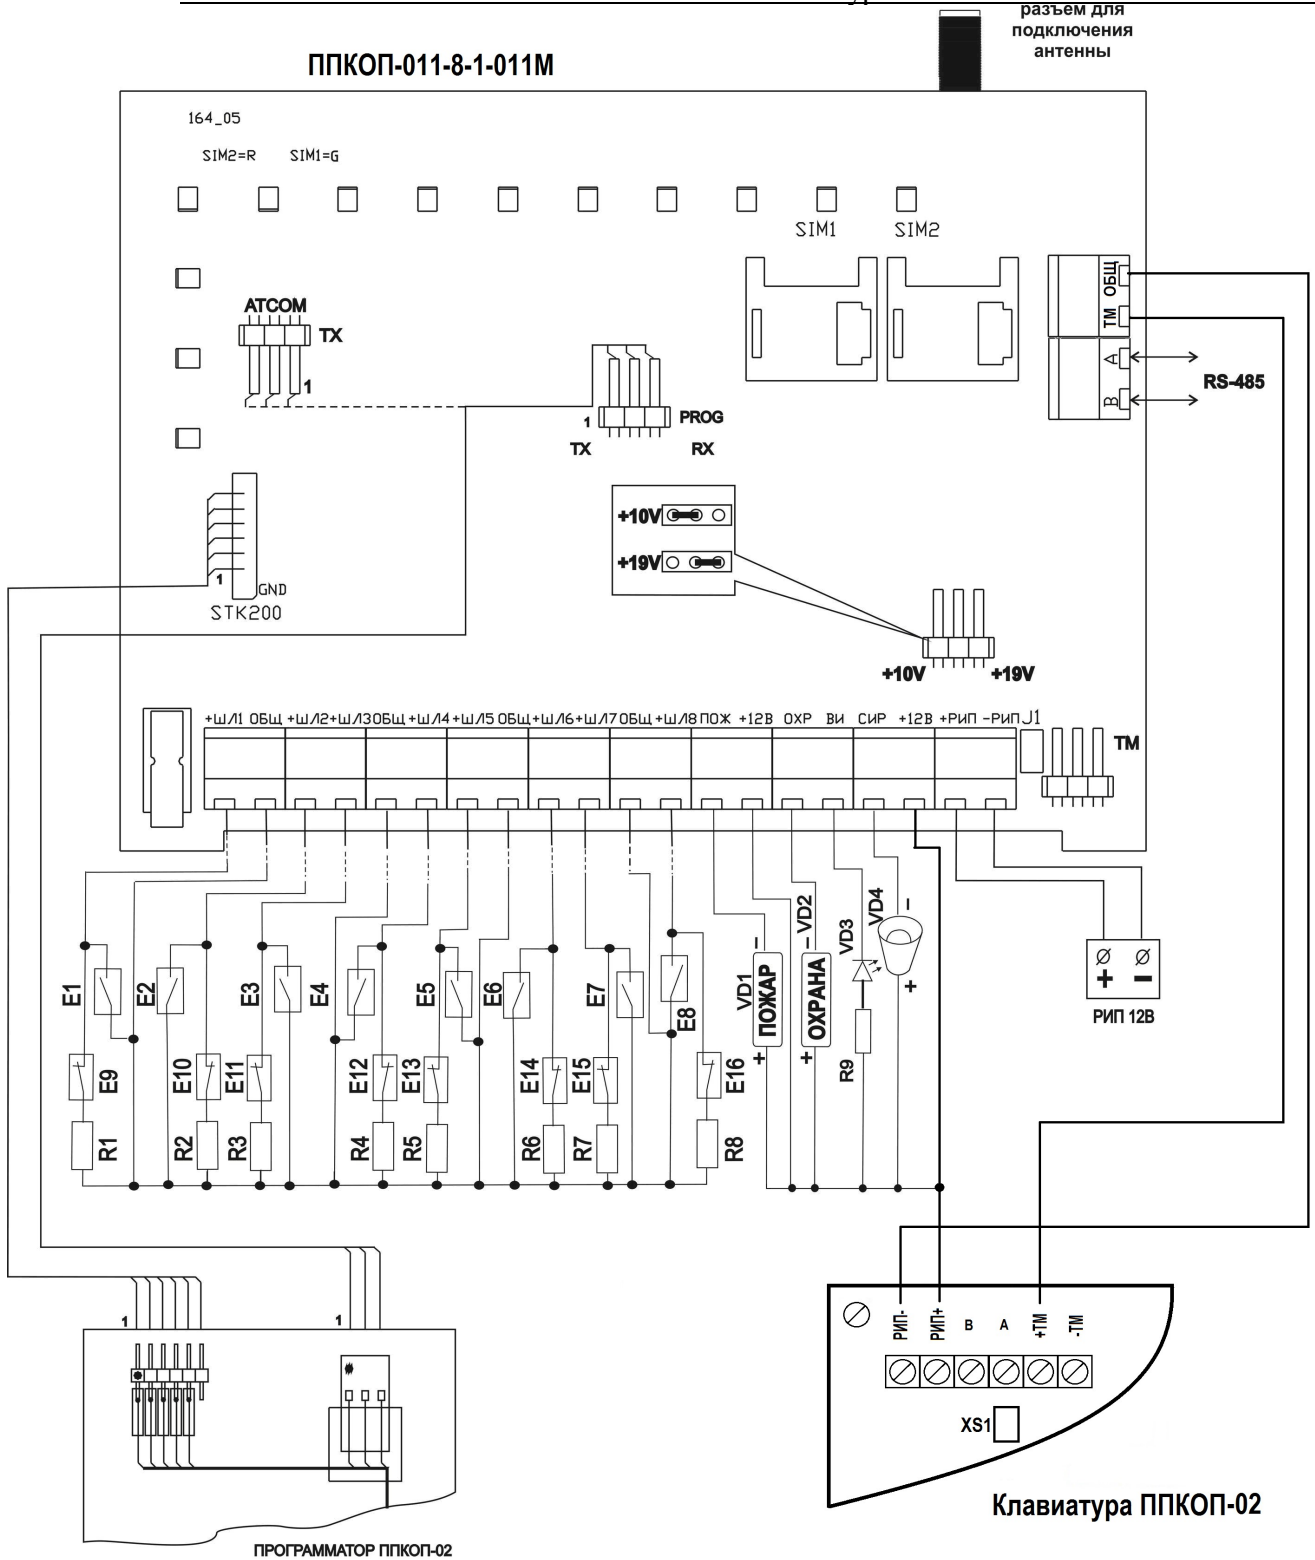 разъем для
подключения
антенны
ППКОП-011-8-1-011М
164_05
SIM2=R SIM1=G
SIM1 SIM2
ОБЩ
ТМ
A
B
RS-485
ATCOM
TX
1
1
PROG
TX RX
+10V
+19V
1
GND
STK200
+10V +19V
+ШЛ1 ОБЩ +ШЛ2 +ШЛ3 ОБЩ +ШЛ4 +ШЛ5 ОБЩ +ШЛ6 +ШЛ7 ОБЩ +ШЛ8 ПОЖ +12В ОХР ВИ СИР +12В +РИП -РИП J1
ТМ
E1 E2 E3 E4 E5 E6 E7 E8
VD1 VD2 VD3 VD4
− − −
ПОЖАР
ОХРАНА
+ + +
+ −
РИП 12В
E9 E10 E11 E12 E13 E14 E15 E16
R9
R1 R2 R3 R4 R5 R6 R7 R8
1 1
РИП- РИП+ B A +ТМ -ТМ
XS1
Клавиатура ППКОП-02
ПРОГРАММАТОР ППКОП-02